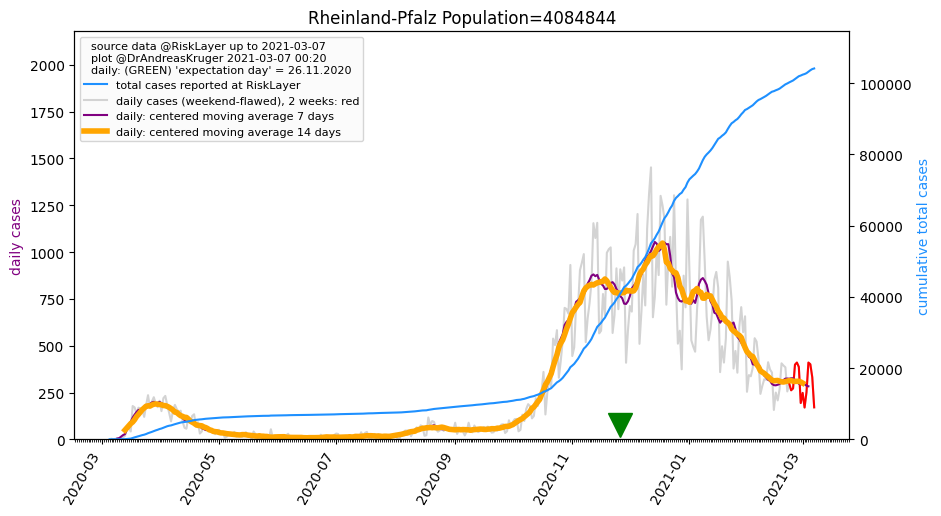 Rheinland-Pfalz Population=4084844
source data @RiskLayer up to 2021-03-07
plot @DrAndreasKruger 2021-03-07 00:20
daily: (GREEN) 'expectation day' = 26.11.2020
total cases reported at RiskLayer
daily cases (weekend-flawed), 2 weeks: red
daily: centered moving average 7 days
daily: centered moving average 14 days
daily cases
2000
1750
1500
1250
1000
750
500
250
0
cumulative total cases
100000
80000
60000
40000
20000
0
2020-03
2020-05
2020-07
2020-09
2020-11
2021-01
2021-03